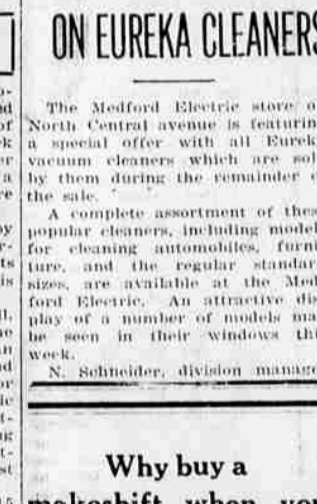 ON EUREKA CLEANERS
The Medford Electric store o
North Central avenue is featurin
a special offer with all Eurek
vacuum cleaners which are sol
by them during the remainder o
the sale.
A complete assortment of thes
popular cleaners, including model
for cleaning automobiles, furni
ture, and the regular standar
sizes, are available at the Med
ford Electric. An attractive dis
play of a number of models ma
be seen in their windows thi
week.
N. Schneider, division manage
Why buy a
makeshift when you